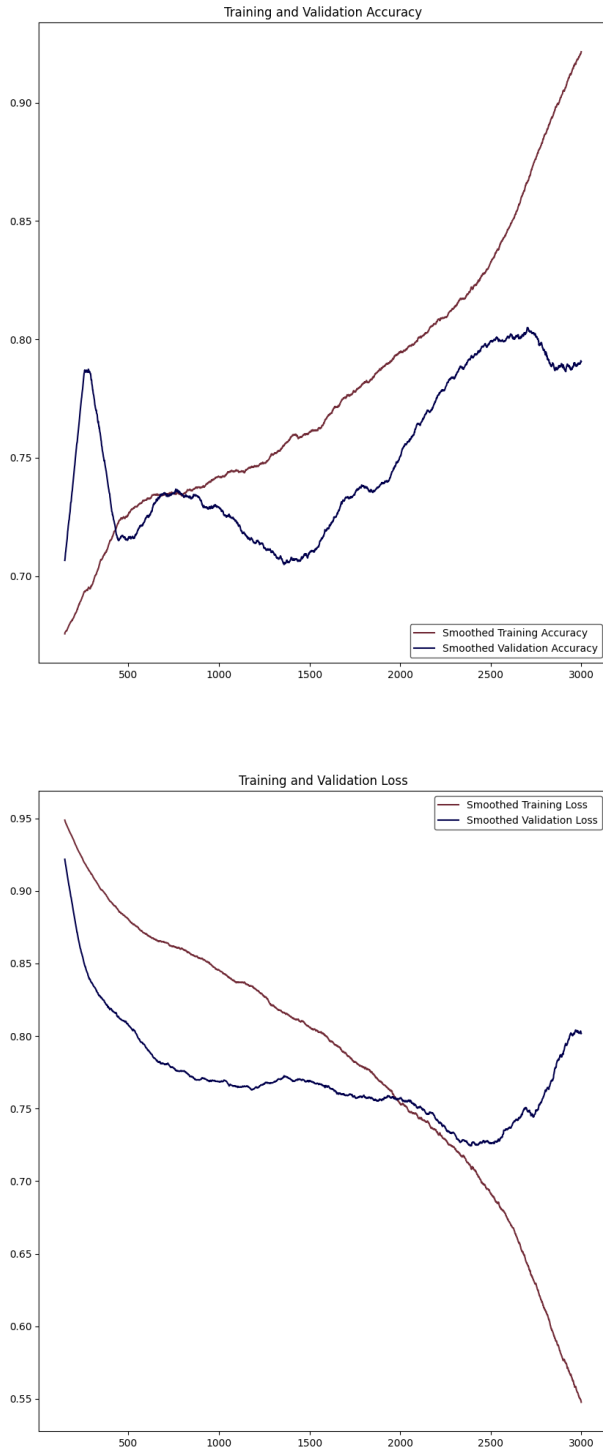 Training and Validation Accuracy
0.90
0.85
0.80
0.75
0.70
Smoothed Training Accuracy
Smoothed Validation Accuracy
500 1000 1500 2000 2500 3000
Training and Validation Loss
0.95
Smoothed Training Loss
Smoothed Validation Loss
0.90
0.85
0.80
0.75
0.70
0.65
0.60
0.55
500 1000 1500 2000 2500 3000